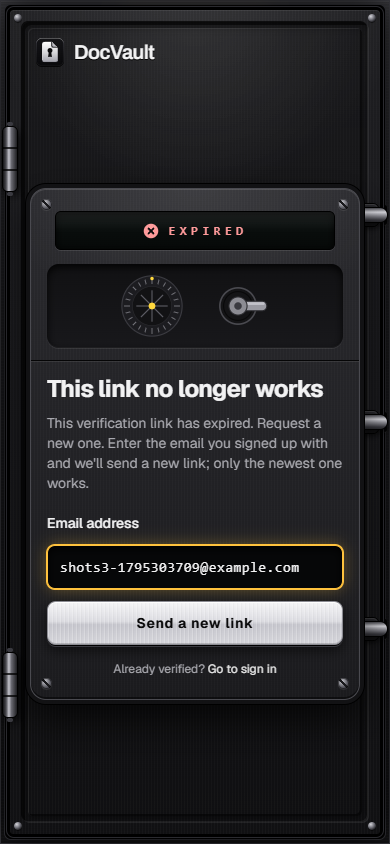 DocVault
EXPIRED
This link no longer works
This verification link has expired. Request a
new one. Enter the email you signed up with
and we'll send a new link; only the newest one
works.
Email address
shots3-1795303709@example.com
Send a new link
Already verified? Go to sign in